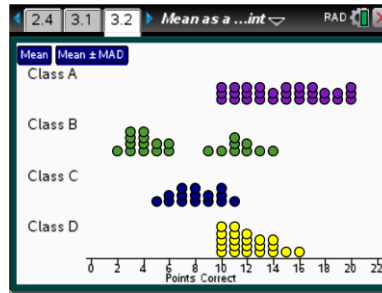 2.4 3.1 3.2 Mean as a ...int RAD
Mean Mean ± MAD
Class A
Class B
Class C
Class D
0 2 4 6 8 10 12 14 16 18 20 22
Points Correct